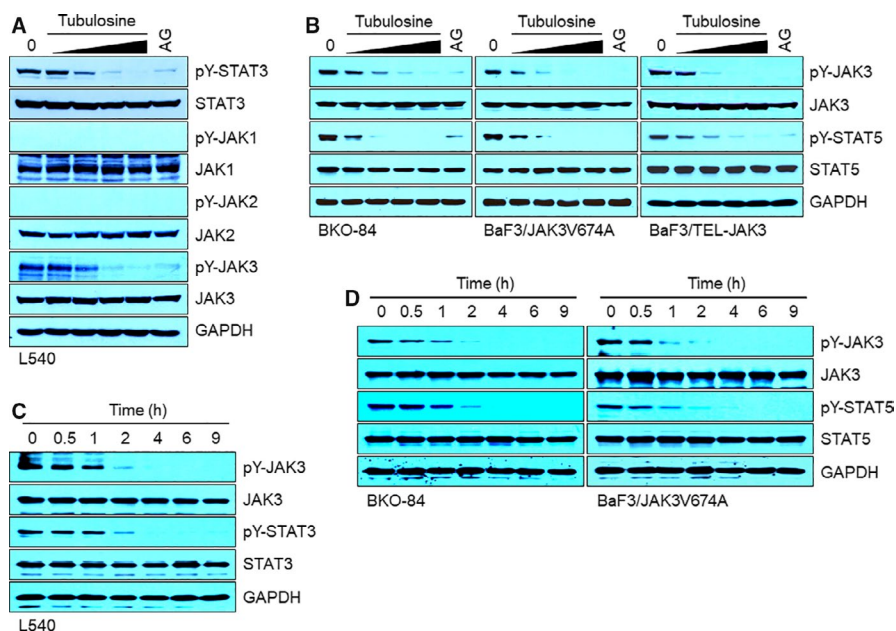 A
Tubulosine
0
AG
pY-STAT3
STAT3
pY-JAK1
JAK1
pY-JAK2
JAK2
pY-JAK3
JAK3
GAPDH
L540
B
Tubulosine Tubulosine Tubulosine
0 AG 0 AG 0 AG
pY-JAK3
JAK3
pY-STAT5
STAT5
GAPDH
BKO-84 BaF3/JAK3V674A BaF3/TEL-JAK3
C
Time (h)
0 0.5 1 2 4 6 9
pY-JAK3
JAK3
pY-STAT3
STAT3
GAPDH
L540
D
Time (h) Time (h)
0 0.5 1 2 4 6 9 0 0.5 1 2 4 6 9
pY-JAK3
JAK3
pY-STAT5
STAT5
GAPDH
BKO-84 BaF3/JAK3V674A